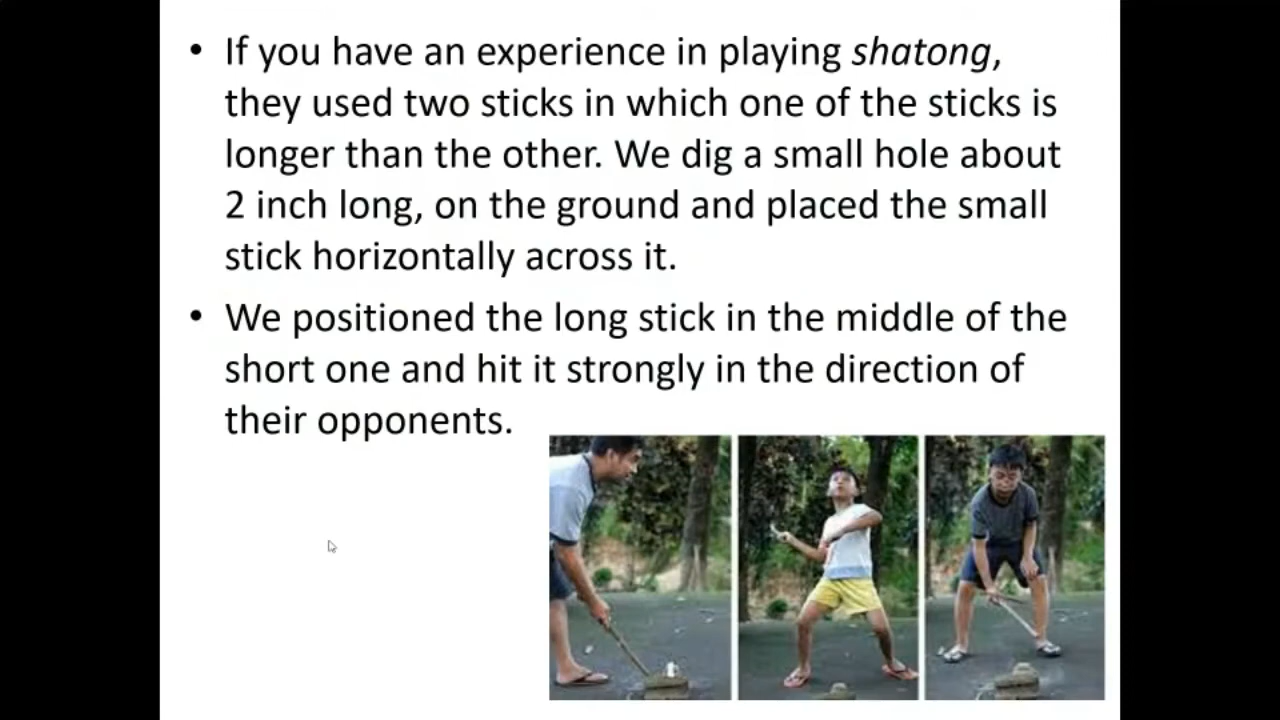 • If you have an experience in playing shatong,
they used two sticks in which one of the sticks is
longer than the other. We dig a small hole about
2 inch long, on the ground and placed the small
stick horizontally across it.
• We positioned the long stick in the middle of the
short one and hit it strongly in the direction of
their opponents.